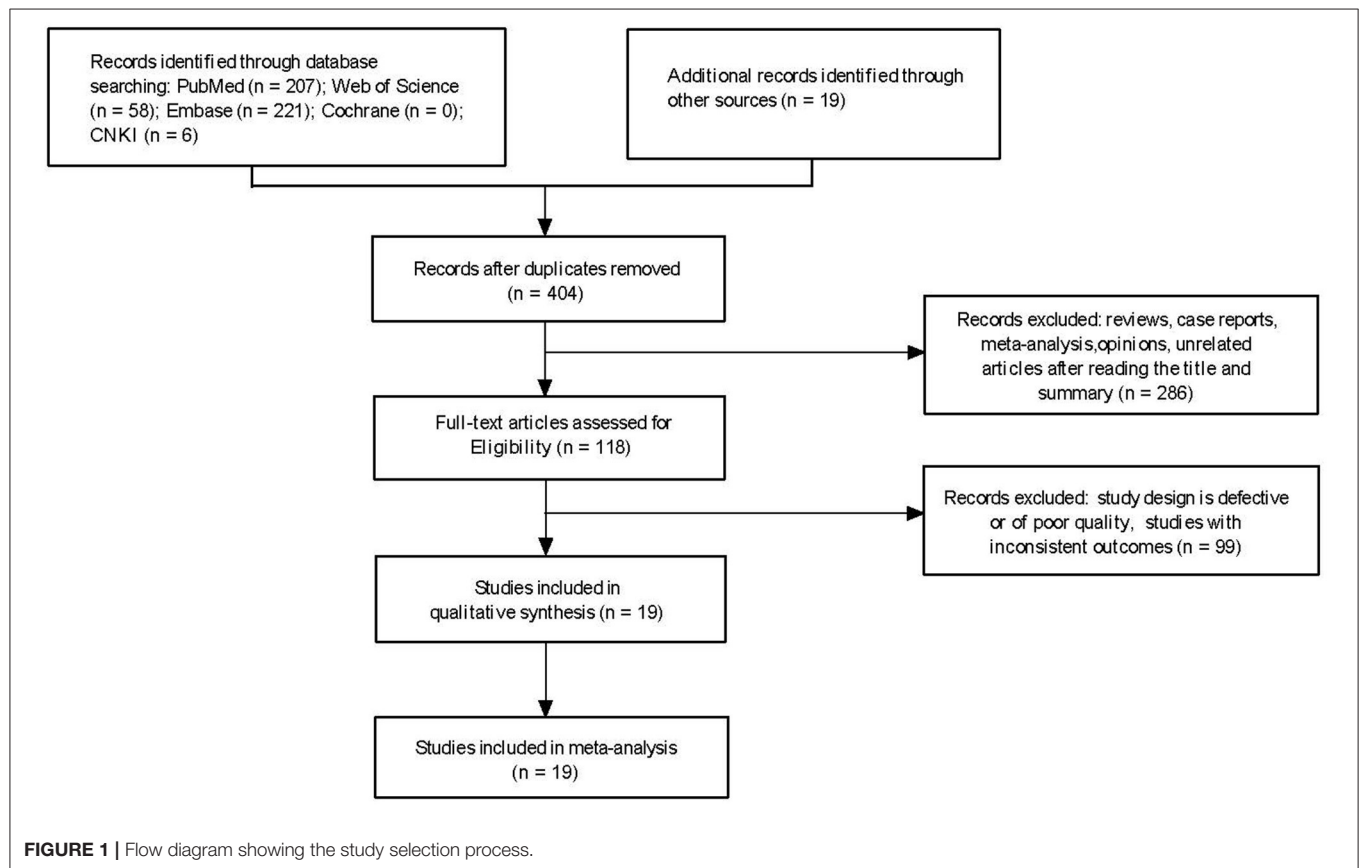 Records identified through database
searching: PubMed (n = 207); Web of Science
(n = 58); Embase (n = 221); Cochrane (n = 0);
CNKI (n = 6)
Additional records identified through
other sources (n = 19)
Records after duplicates removed
(n = 404)
Records excluded: reviews, case reports,
meta-analysis,opinions, unrelated
articles after reading the title and
summary (n = 286)
Full-text articles assessed for
Eligibility (n = 118)
Records excluded: study design is defective
or of poor quality, studies with
inconsistent outcomes (n = 99)
Studies included in
qualitative synthesis (n = 19)
Studies included in meta-analysis
(n = 19)
FIGURE 1 | Flow diagram showing the study selection process.